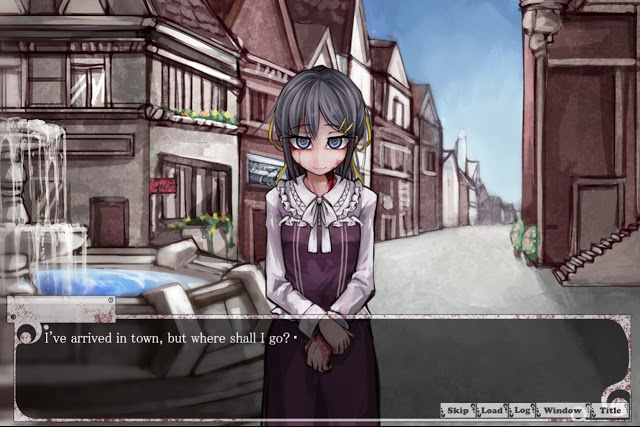 I've arrived in town, but where shall I go?
Skip Load Log Window Title